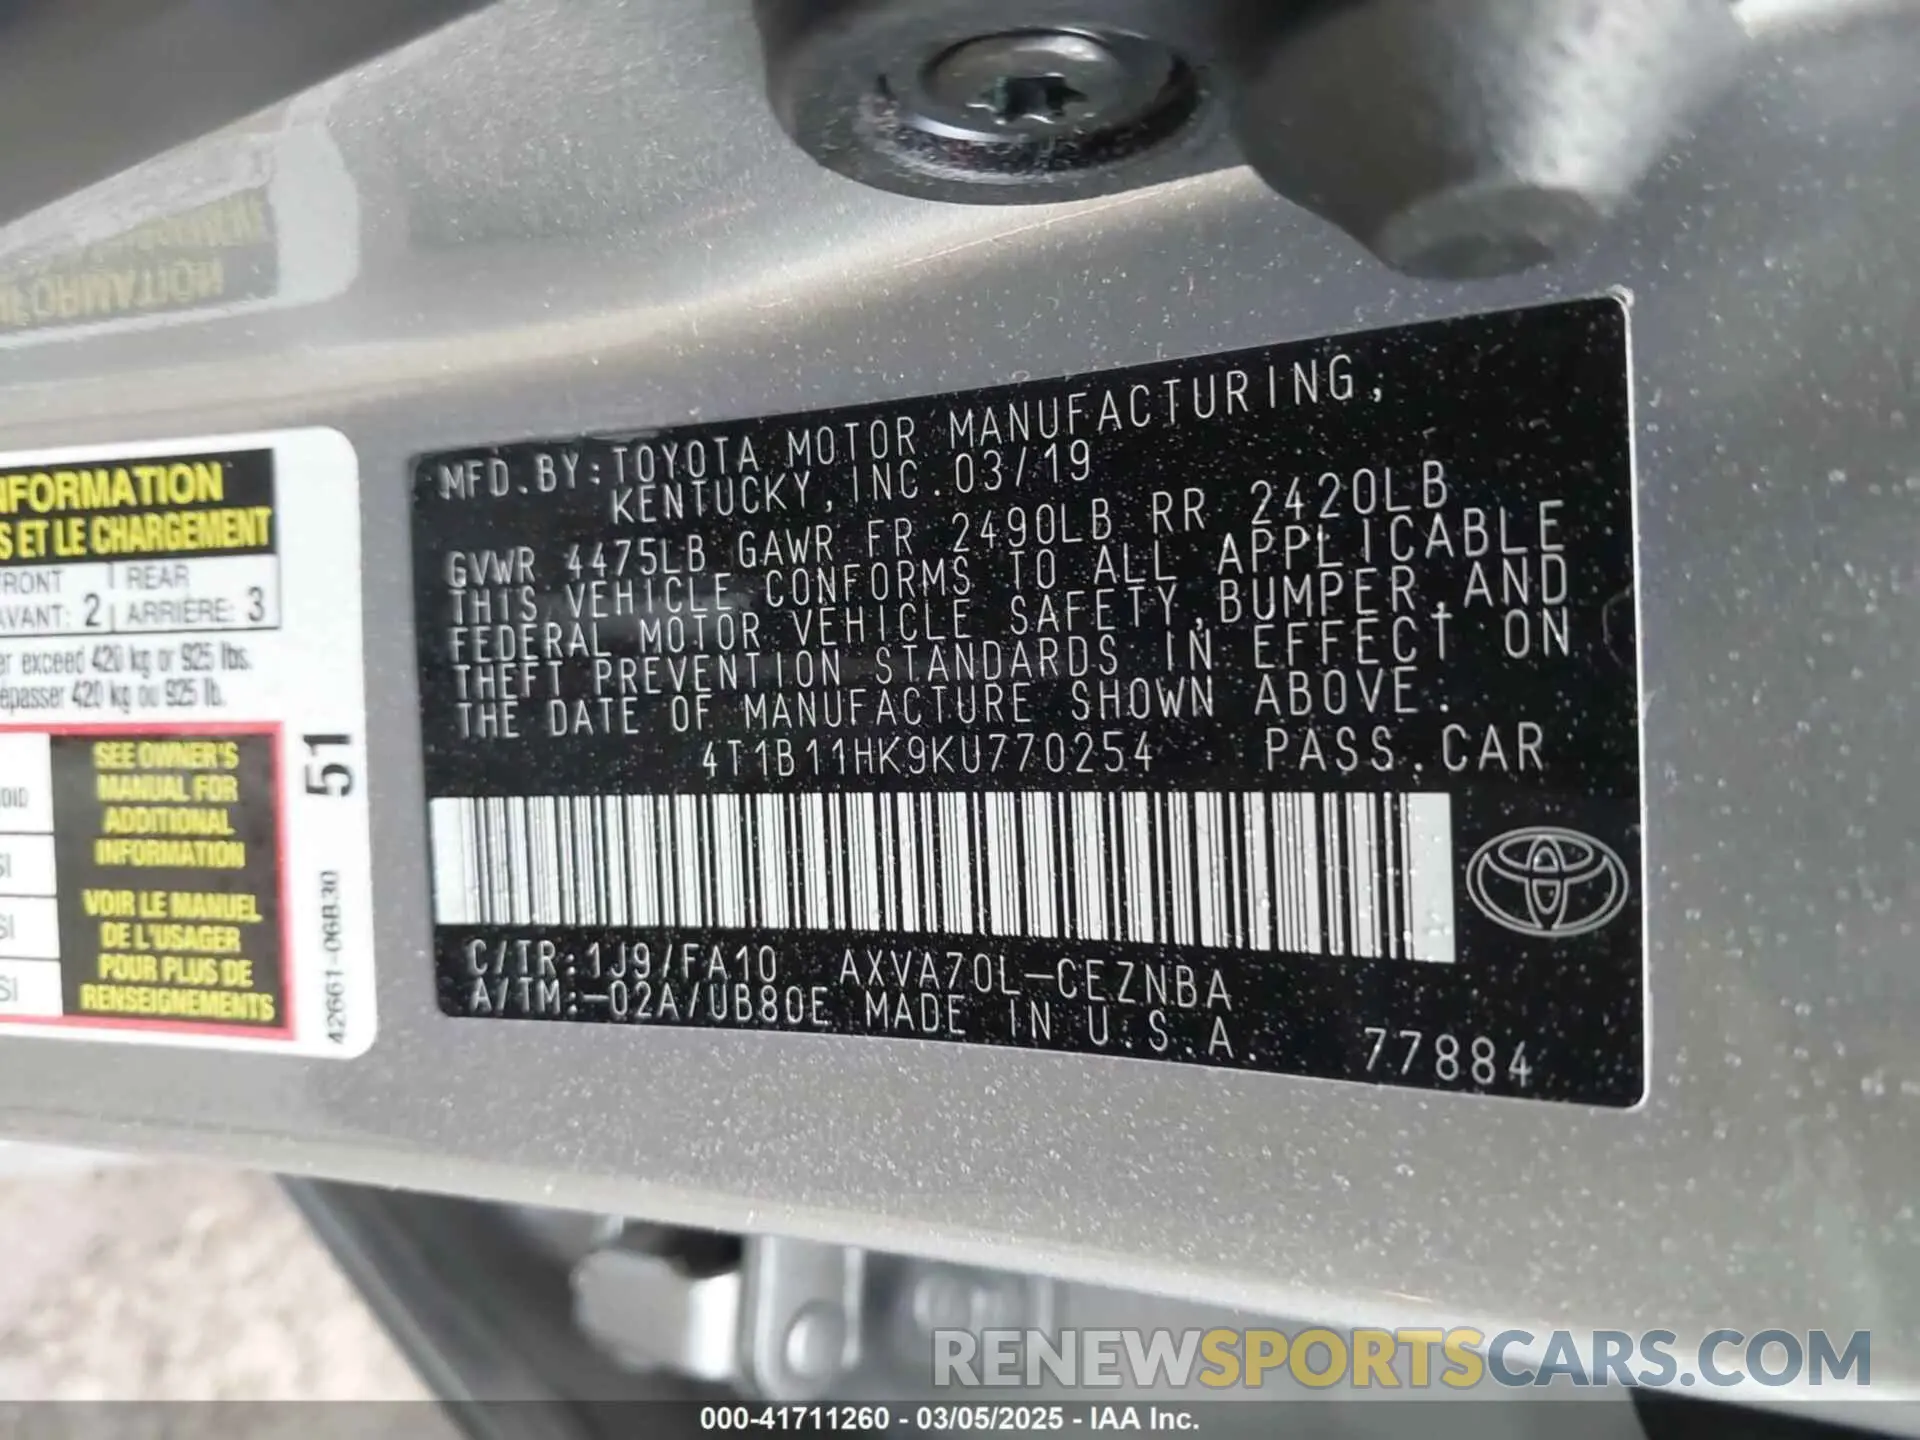 NFORMATION
S ET LE CHARGEMENT
FRONT | REAR
AVANT: 2 | ARRIÈRE: 3
er exceed 420 kg or 925 lbs.
épasser 420 kg ou 925 lb.
SEE OWNER'S
MANUAL FOR
ADDITIONAL
INFORMATION
VOIR LE MANUEL
DE L'USAGER
POUR PLUS DE
RENSEIGNEMENTS
51
42661-06B30
MFD. BY: TOYOTA MOTOR MANUFACTURING,
KENTUCKY, INC. 03/19
GVWR 4475LB GAWR FR 2490LB RR 2420LB
THIS VEHICLE CONFORMS TO ALL APPLICABLE
FEDERAL MOTOR VEHICLE SAFETY, BUMPER, AND
THEFT PREVENTION STANDARDS IN EFFECT ON
THE DATE OF MANUFACTURE SHOWN ABOVE.
4T1B11HK9KU770254 PASS. CAR
C/TR: 1J9/FA10 AXVA70L-CEZNBA
A/TM: -02A/UB80E MADE IN U.S.A.
77884
RENEWSPORTSCARS.COM
000-41711260 - 03/05/2025 - IAA Inc.